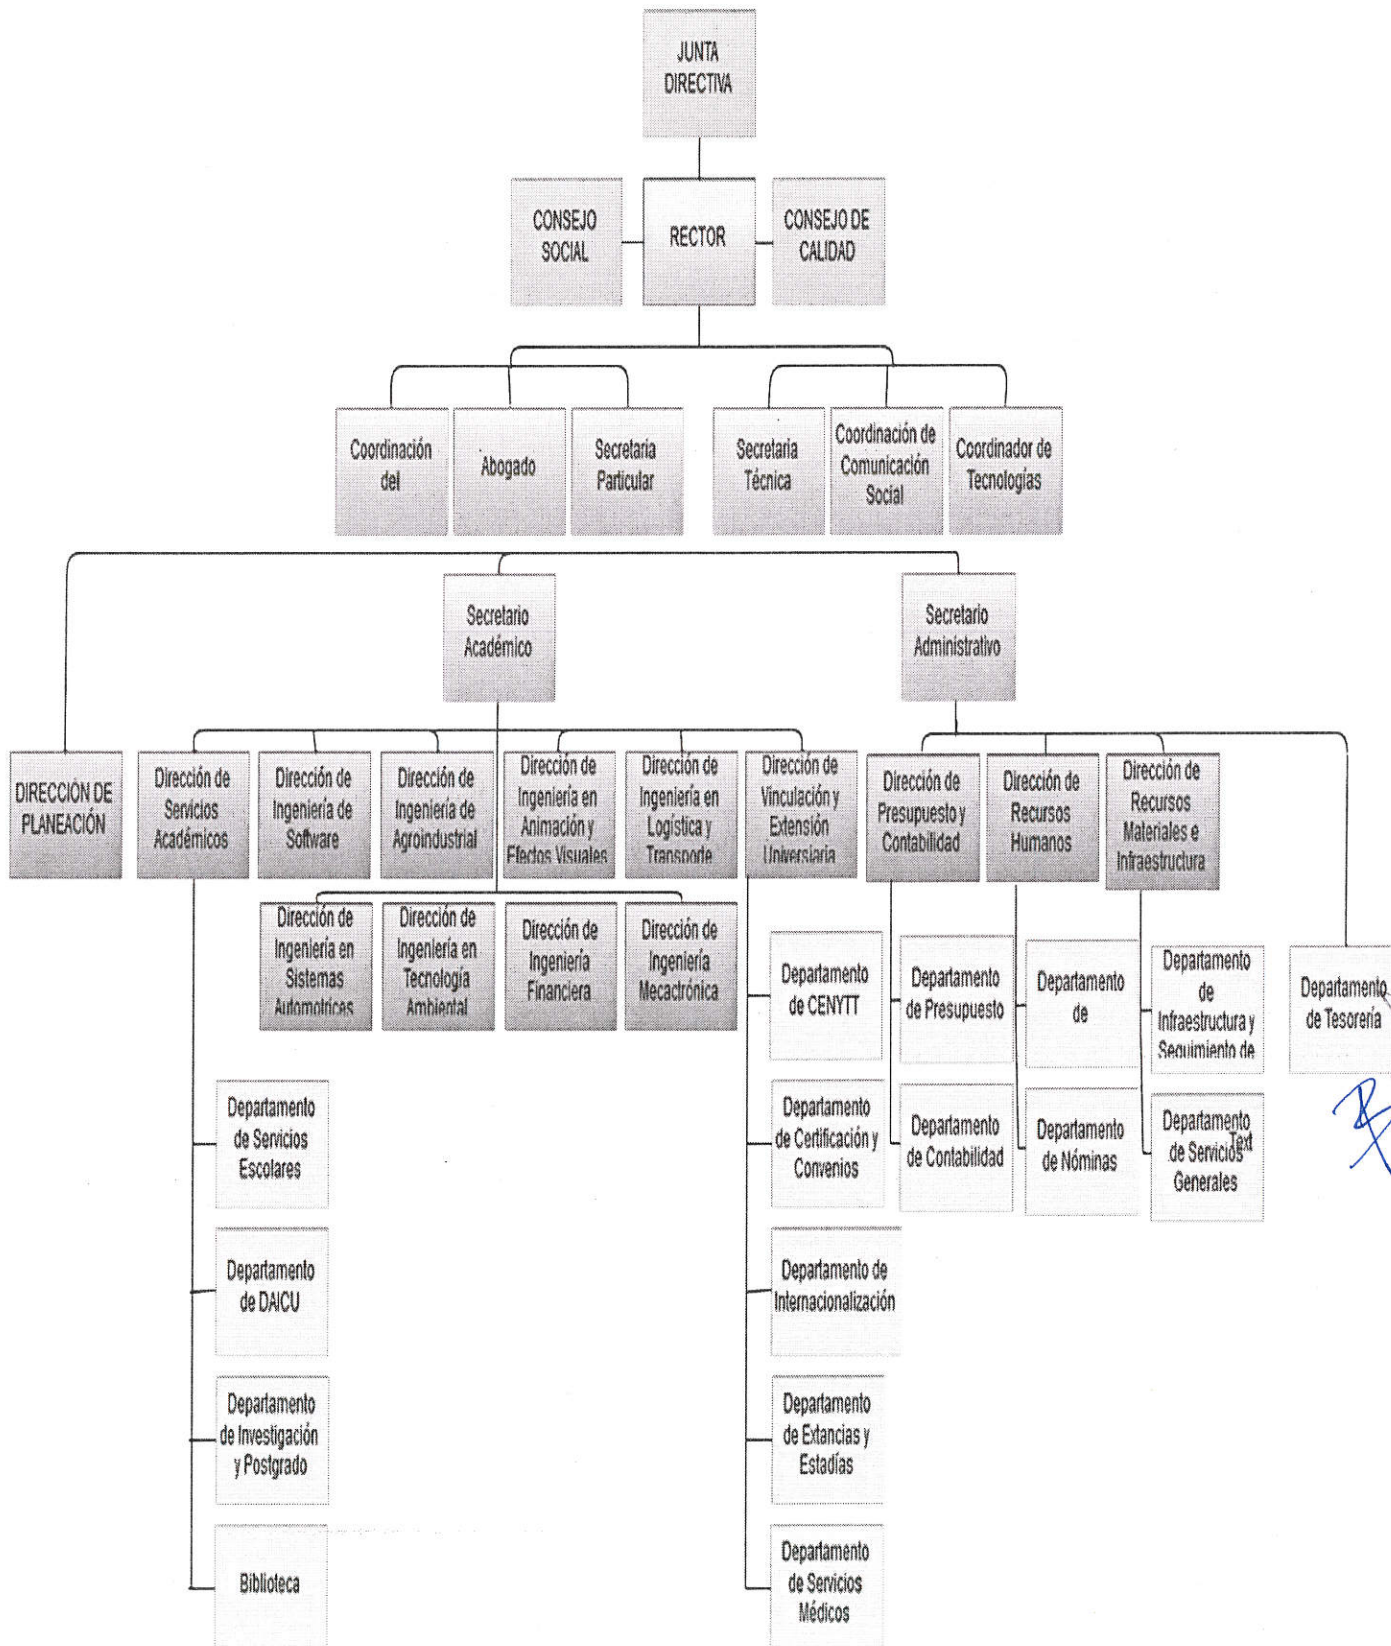 JUNTA
DIRECTIVA
CONSEJO
SOCIAL
RECTOR
CONSEJO DE
CALIDAD
Coordinación
del
Abogado
Secretaria
Particular
Secretaria
Técnica
Coordinación de
Comunicación
Social
Coordinador de
Tecnologías
Secretario
Académico
Secretario
Administrativo
DIRECCIÓN DE
PLANEACIÓN
Dirección de
Servicios
Académicos
Dirección de
Ingeniería de
Software
Dirección de
Ingeniería de
Agroindustrial
Dirección de
Ingeniería en
Animación y
Efectos Visuales
Dirección de
Ingeniería en
Logística y
Transporte
Dirección de
Vinculación y
Extensión
Universiaria
Dirección de
Presupuesto y
Contabilidad
Dirección de
Recursos
Humanos
Dirección de
Recursos
Materiales e
Infraestructura
Dirección de
Ingeniería en
Sistemas
Automotrices
Dirección de
Ingeniería en
Tecnología
Ambiental
Dirección de
Ingeniería
Financiera
Dirección de
Ingeniería
Mecactrónica
Departamento
de CENYTT
Departamento
de Presupuesto
Departamento
de
Departamento
de
Infraestructura y
Seguimiento de
Departamento
de Tesorería
Departamento
de Servicios
Escolares
Departamento
de Certificación y
Convenios
Departamento
de Contabilidad
Departamento
de Nóminas
Departamento
de Servicios
Generales
Text
Departamento
de DAICU
Departamento de
Internacionalización
Departamento
de Investigación
y Postgrado
Departamento
de Extancias y
Estadías
Biblioteca
Departamento
de Servicios
Médicos